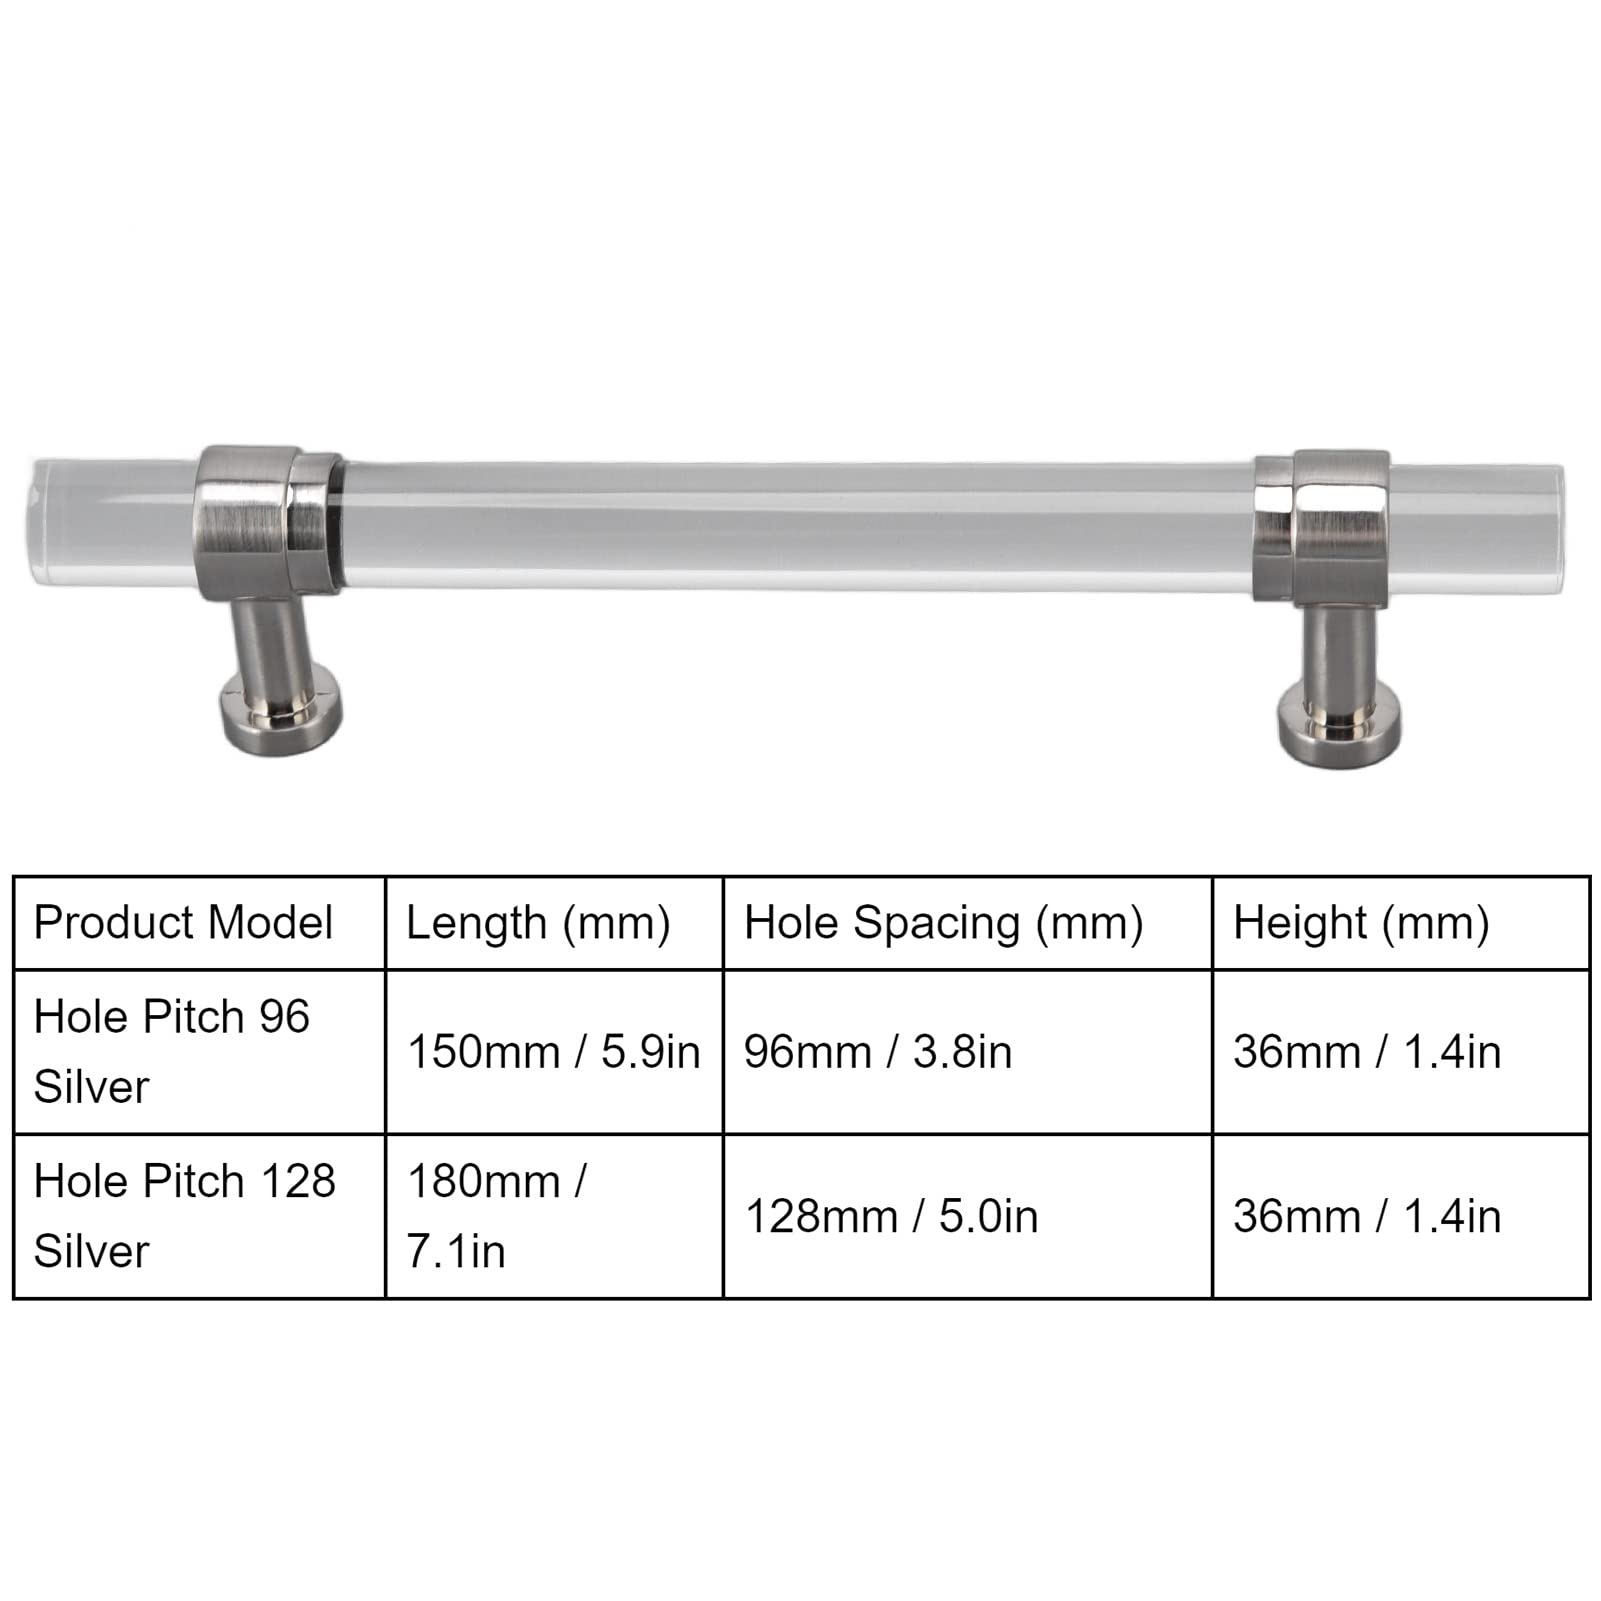 Product Model Length (mm) Hole Spacing (mm) Height (mm)
Hole Pitch 96
Silver
150mm / 5.9in
96mm / 3.8in
36mm / 1.4in
Hole Pitch 128
Silver
180mm /
7.1in
128mm / 5.0in
36mm / 1.4in